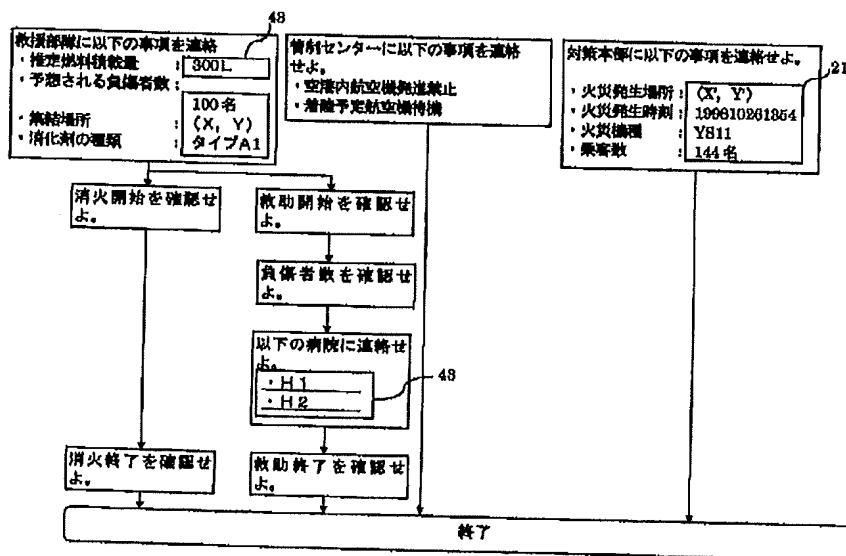 43
救援部隊に以下の事項を連絡
・推定燃料積載量 : 300L
・予想される負傷者数 :
100名
・集結場所 : (X, Y)
・消化剤の種類 : タイプA1
管制センターに以下の事項を連絡
せよ。
・空港内航空機発進禁止
・着陸予定航空機待機
対策本部に以下の事項を連絡せよ。
21
・火災発生場所 : (X, Y)
・火災発生時刻 : 199810261354
・火災機種 : YS11
・乗客数 : 144名
消火開始を確認せ
よ。
救助開始を確認せ
よ。
負傷者数を確認せ
よ。
以下の病院に連絡せ
よ。
・H1
・H2
43
消火終了を確認せ
よ。
救助終了を確認せ
よ。
終了